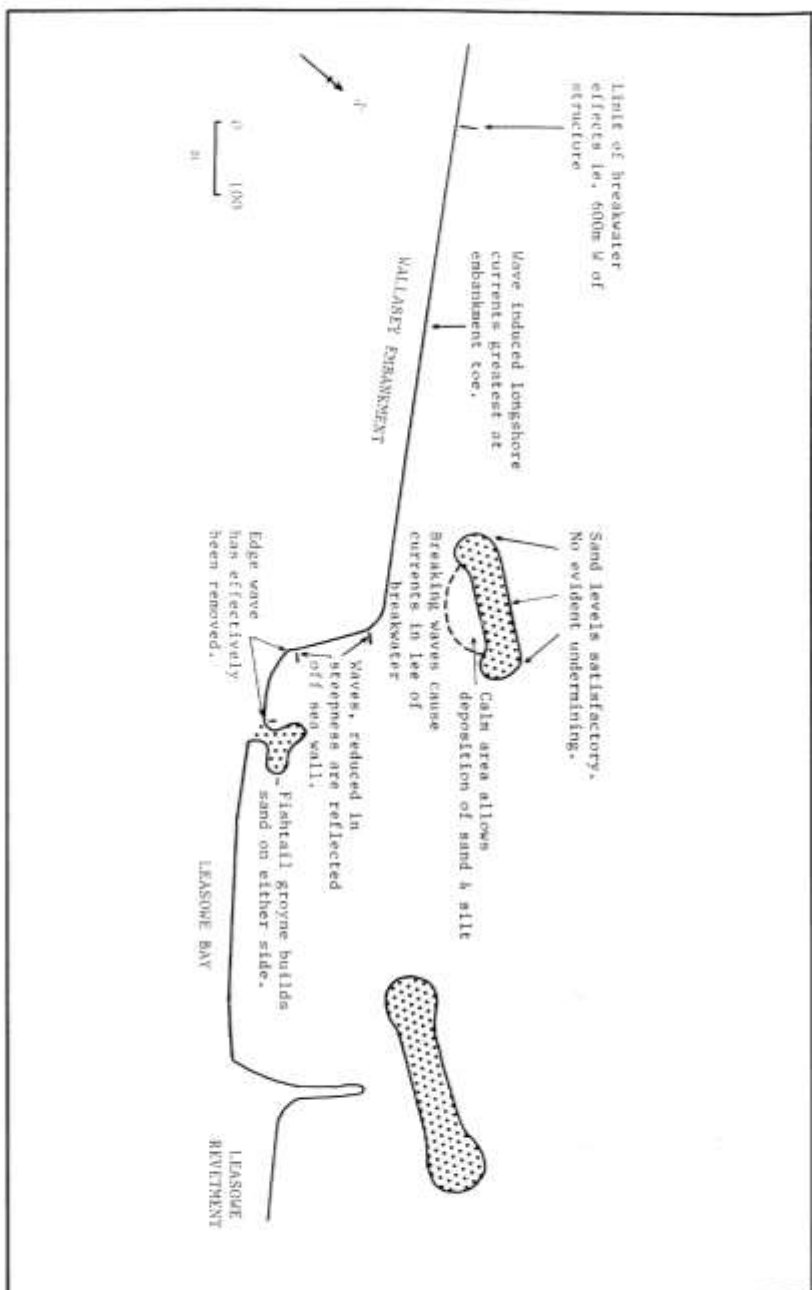 Limit of breakwater
effects ie. 600m W of
structure
Wave induced longshore
currents greatest at
embankment toe.
WALLASEY EMBANKMENT
Sand levels satisfactory.
No evident undermining.
Calm area allows
deposition of sand & silt
Breaking waves cause
currents in lee of
breakwater
Waves, reduced in
steepness are reflected
off sea wall.
Edge wave
has effectively
been removed.
Fishtail groyne builds
sand on either side.
LEASOWE BAY
LEASOWE
REVETMENT
0 100
m